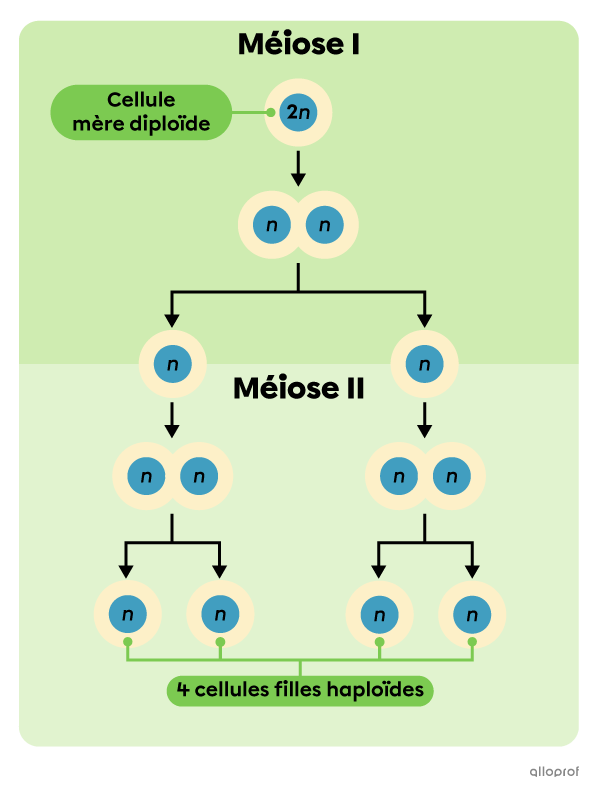 Méiose I
Cellule
mère diploïde
2n
n n
n n
Méiose II
n n n n
n n n n
4 cellules filles haploïdes
alloprof